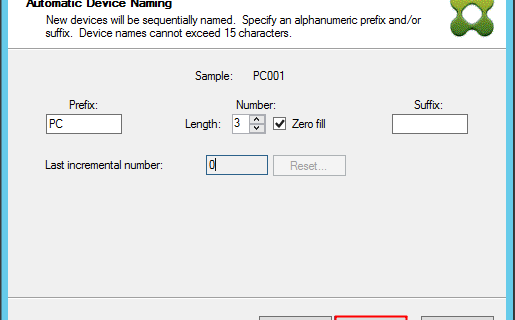 Automatic Device Naming
New devices will be sequentially named. Specify an alphanumeric prefix and/or
suffix. Device names cannot exceed 15 characters.
Sample: PC001
Prefix: Number: Suffix:
PC Length: 3 Zero fill
Last incremental number: 0 Reset...